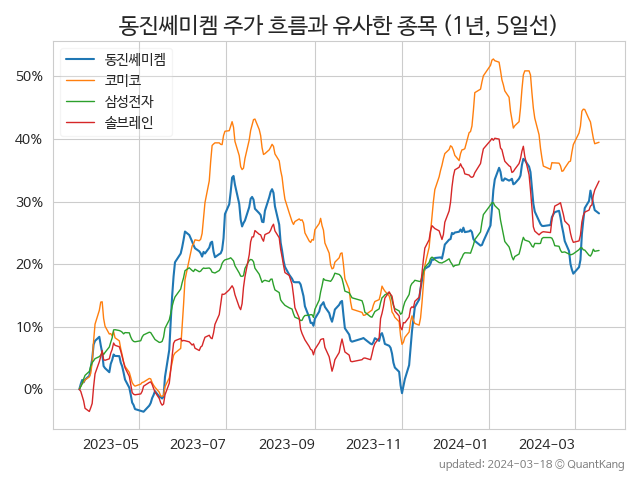 동진쎄미켐 주가 흐름과 유사한 종목 (1년, 5일선)
동진쎄미켐
코미코
삼성전자
솔브레인
50%
40%
30%
20%
10%
0%
2023-05 2023-07 2023-09 2023-11 2024-01 2024-03
updated: 2024-03-18 © QuantKang